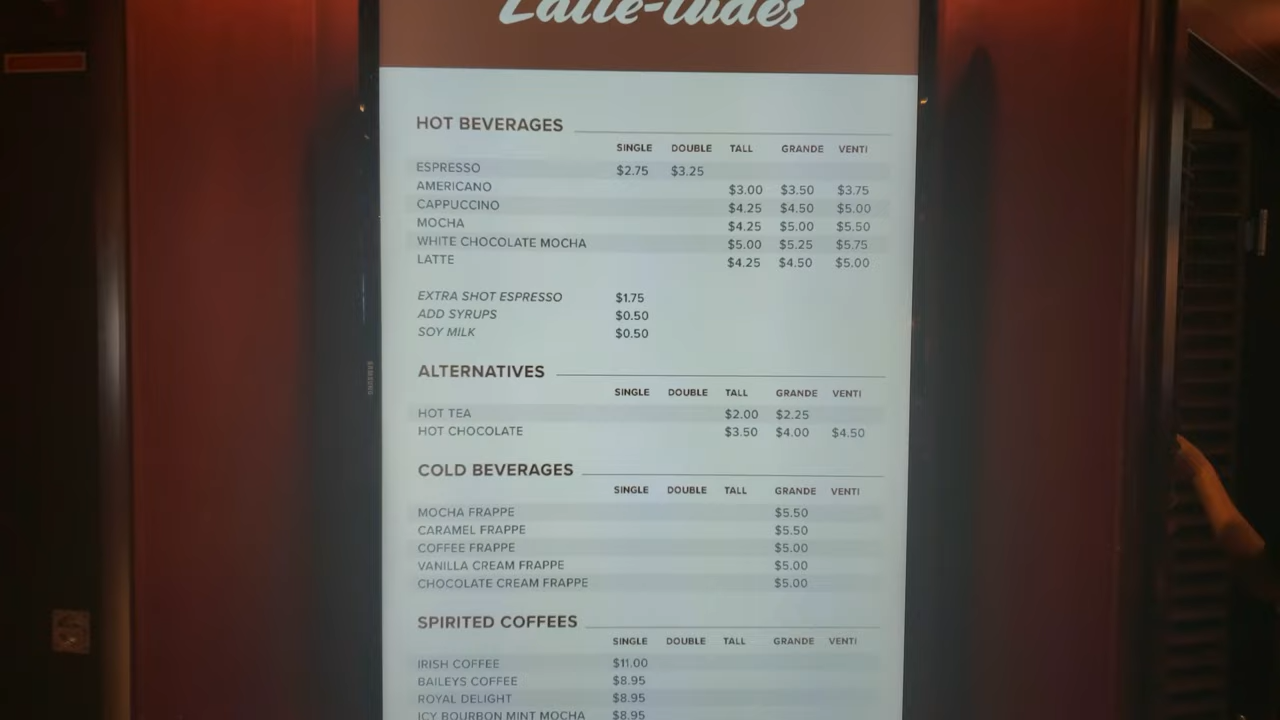 Latte-tudes
HOT BEVERAGES
SINGLE DOUBLE TALL GRANDE VENTI
ESPRESSO $2.75 $3.25
AMERICANO $3.00 $3.50 $3.75
CAPPUCCINO $4.25 $4.50 $5.00
MOCHA $4.25 $5.00 $5.50
WHITE CHOCOLATE MOCHA $5.00 $5.25 $5.75
LATTE $4.25 $4.50 $5.00
EXTRA SHOT ESPRESSO $1.75
ADD SYRUPS $0.50
SOY MILK $0.50
ALTERNATIVES
SINGLE DOUBLE TALL GRANDE VENTI
HOT TEA $2.00 $2.25
HOT CHOCOLATE $3.50 $4.00 $4.50
COLD BEVERAGES
SINGLE DOUBLE TALL GRANDE VENTI
MOCHA FRAPPE $5.50
CARAMEL FRAPPE $5.50
COFFEE FRAPPE $5.00
VANILLA CREAM FRAPPE $5.00
CHOCOLATE CREAM FRAPPE $5.00
SPIRITED COFFEES
SINGLE DOUBLE TALL GRANDE VENTI
IRISH COFFEE $11.00
BAILEYS COFFEE $8.95
ROYAL DELIGHT $8.95
ICY BOURBON MINT MOCHA $8.95
SAMSUNG